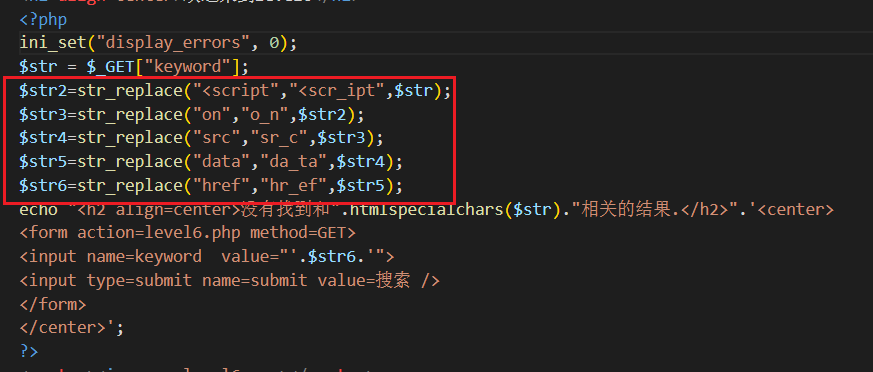 <?php
ini_set("display_errors", 0);
$str = $_GET["keyword"];
$str2=str_replace("<script","<scr_ipt",$str);
$str3=str_replace("on","o_n",$str2);
$str4=str_replace("src","sr_c",$str3);
$str5=str_replace("data","da_ta",$str4);
$str6=str_replace("href","hr_ef",$str5);
echo "<h2 align=center>没有找到和".htmlspecialchars($str)."相关的结果.</h2>".'<center>
<form action=level6.php method=GET>
<input name=keyword  value="'.$str6.'">
<input type=submit name=submit value=搜索 />
</form>
</center>';
?>